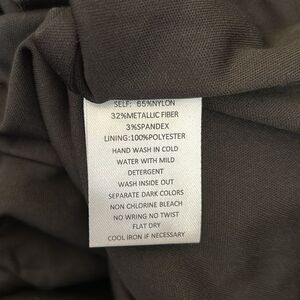 SELF: 65%NYLON
32%METALLIC FIBER
3%SPANDEX
LINING:100%POLYESTER
HAND WASH IN COLD
WATER WITH MILD
DETERGENT
WASH INSIDE OUT
SEPARATE DARK COLORS
NON CHLORINE BLEACH
NO WRING NO TWIST
FLAT DRY
COOL IRON IF NECESSARY